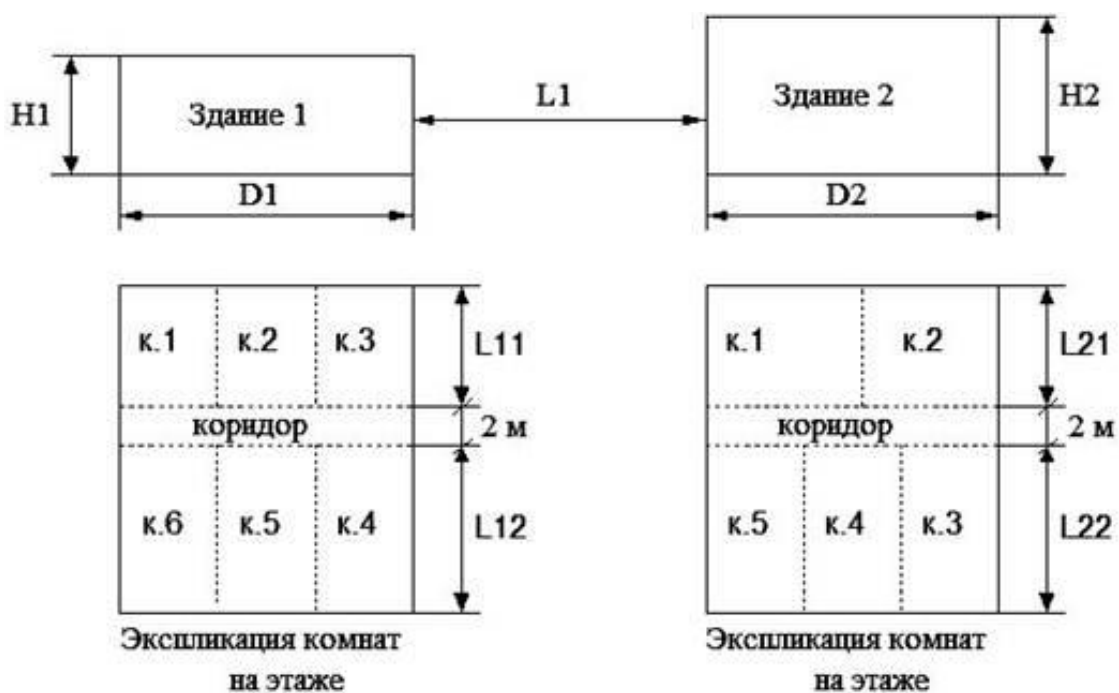 H1
Здание 1
L1
Здание 2
H2
D1
D2
к.1 к.2 к.3
L11
коридор
2 м
к.6 к.5 к.4
L12
Экспликация комнат
на этаже
к.1 к.2
L21
коридор
2 м
к.5 к.4 к.3
L22
Экспликация комнат
на этаже